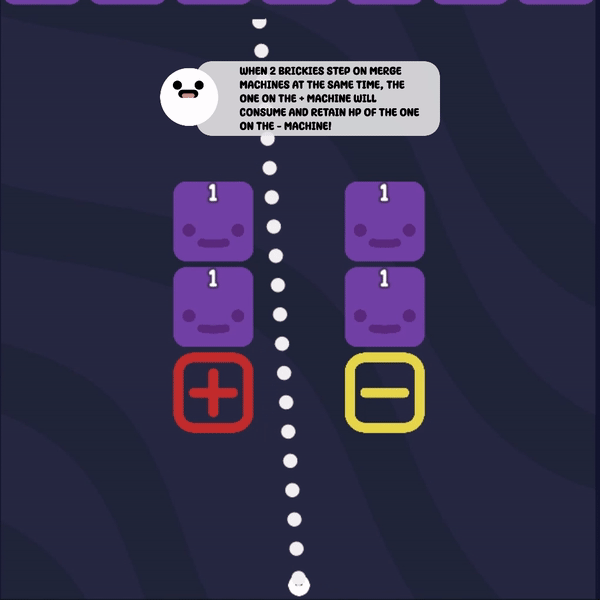 WHEN 2 BRICKIES STEP ON MERGE
MACHINES AT THE SAME TIME, THE
ONE ON THE + MACHINE WILL
CONSUME AND RETAIN HP OF THE ONE
ON THE - MACHINE!
1 1
1 1
+ −